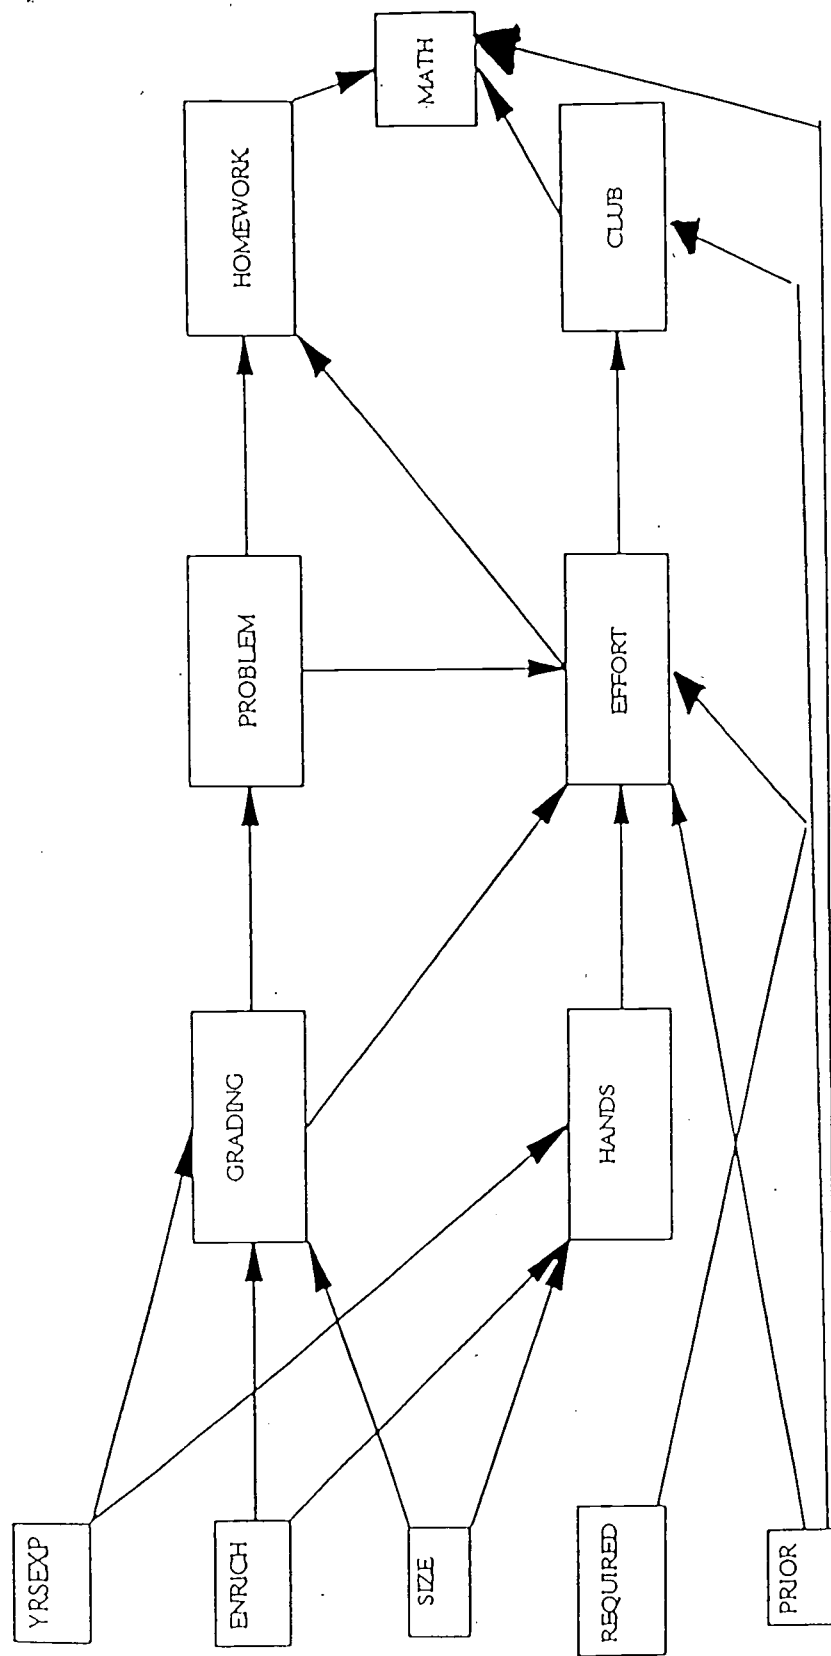 YRSEXP
ENRICH
SIZE
REQUIRED
PRIOR
GRADING
HANDS
PROBLEM
EFFORT
HOMEWORK
CLUB
MATH